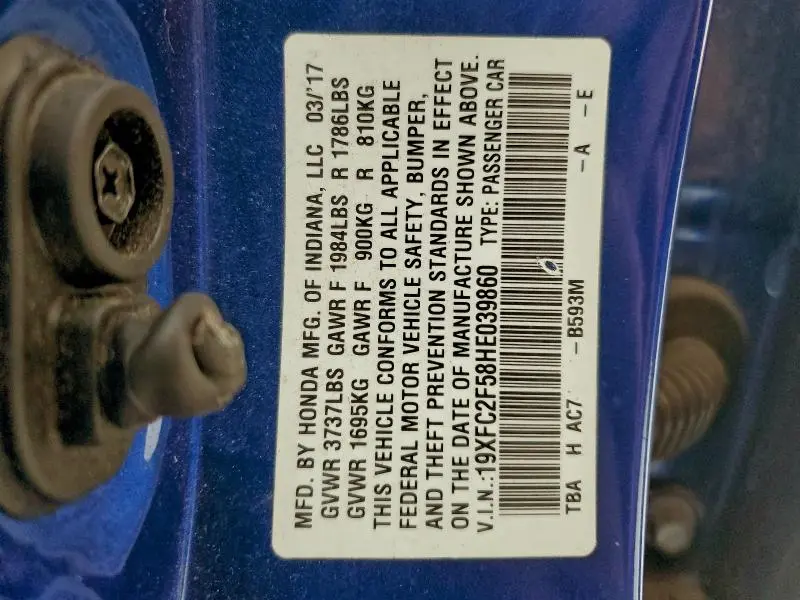 MFD. BY HONDA MFG. OF INDIANA, LLC 03/'17
GVWR 3737LBS GAWR F 1984LBS R 1786LBS
GVWR 1695KG GAWR F 900KG R 810KG
THIS VEHICLE CONFORMS TO ALL APPLICABLE
FEDERAL MOTOR VEHICLE SAFETY, BUMPER,
AND THEFT PREVENTION STANDARDS IN EFFECT
ON THE DATE OF MANUFACTURE SHOWN ABOVE.
V.I.N.:19XFC2F58HE039860 TYPE: PASSENGER CAR
TBA H AC7 -B593M -A -E